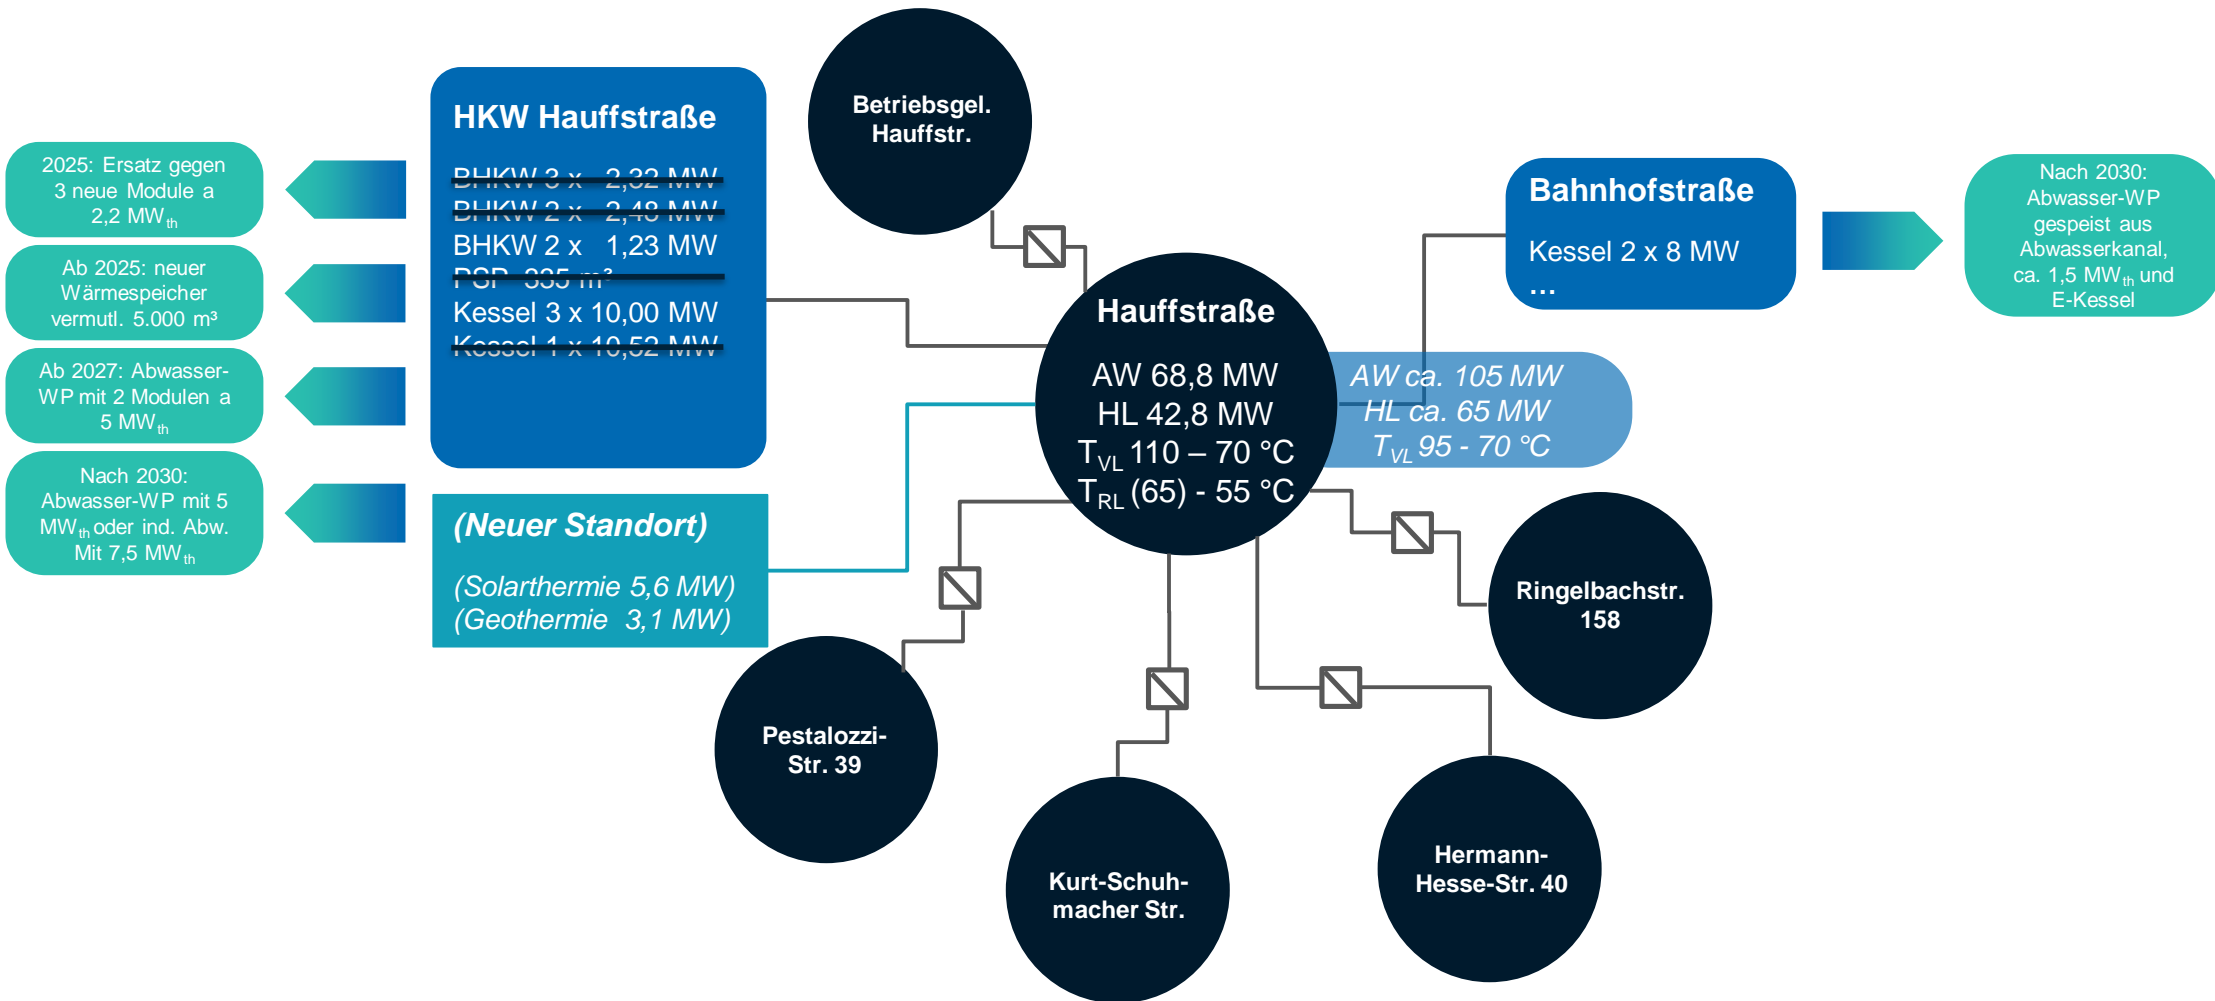 Betriebsgel.
Hauffstr.
HKW Hauffstraße
BHKW 3 x 2,32 MW
BHKW 2 x 2,48 MW
BHKW 2 x 1,23 MW
PSP 335 m³
Kessel 3 x 10,00 MW
Kessel 1 x 10,52 MW
2025: Ersatz gegen
3 neue Module a
2,2 MWth
Ab 2025: neuer
Wärmespeicher
vermutl. 5.000 m³
Ab 2027: Abwasser-
WP mit 2 Modulen a
5 MWth
Nach 2030:
Abwasser-WP mit 5
MWth oder ind. Abw.
Mit 7,5 MWth
(Neuer Standort)
(Solarthermie 5,6 MW)
(Geothermie 3,1 MW)
Hauffstraße
AW 68,8 MW
HL 42,8 MW
TVL 110 – 70 °C
TRL (65) - 55 °C
AW ca. 105 MW
HL ca. 65 MW
TVL 95 - 70 °C
Bahnhofstraße
Kessel 2 x 8 MW
...
Nach 2030:
Abwasser-WP
gespeist aus
Abwasserkanal,
ca. 1,5 MWth und
E-Kessel
Ringelbachstr.
158
Pestalozzi-
Str. 39
Kurt-Schuh-
macher Str.
Hermann-
Hesse-Str. 40